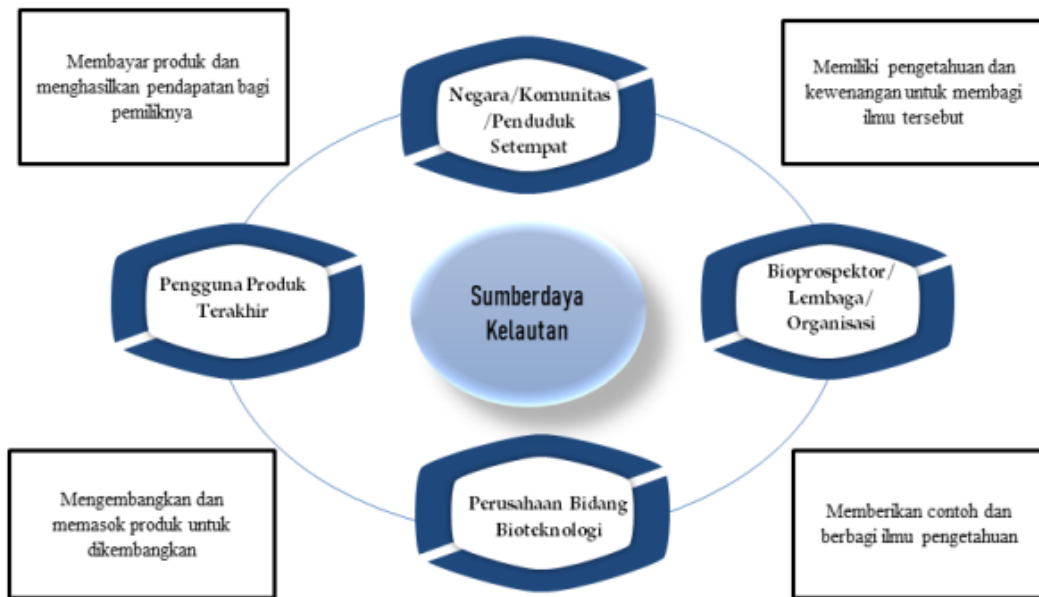 Membayar produk dan
menghasilkan pendapatan bagi
pemiliknya
Negara/Komunitas
/Penduduk
Setempat
Memiliki pengetahuan dan
kewenangan untuk membagi
ilmu tersebut
Pengguna Produk
Terakhir
Sumberdaya
Kelautan
Bioprospektor/
Lembaga/
Organisasi
Mengembangkan dan
memasok produk untuk
dikembangkan
Perusahaan Bidang
Bioteknologi
Memberikan contoh dan
berbagi ilmu pengetahuan